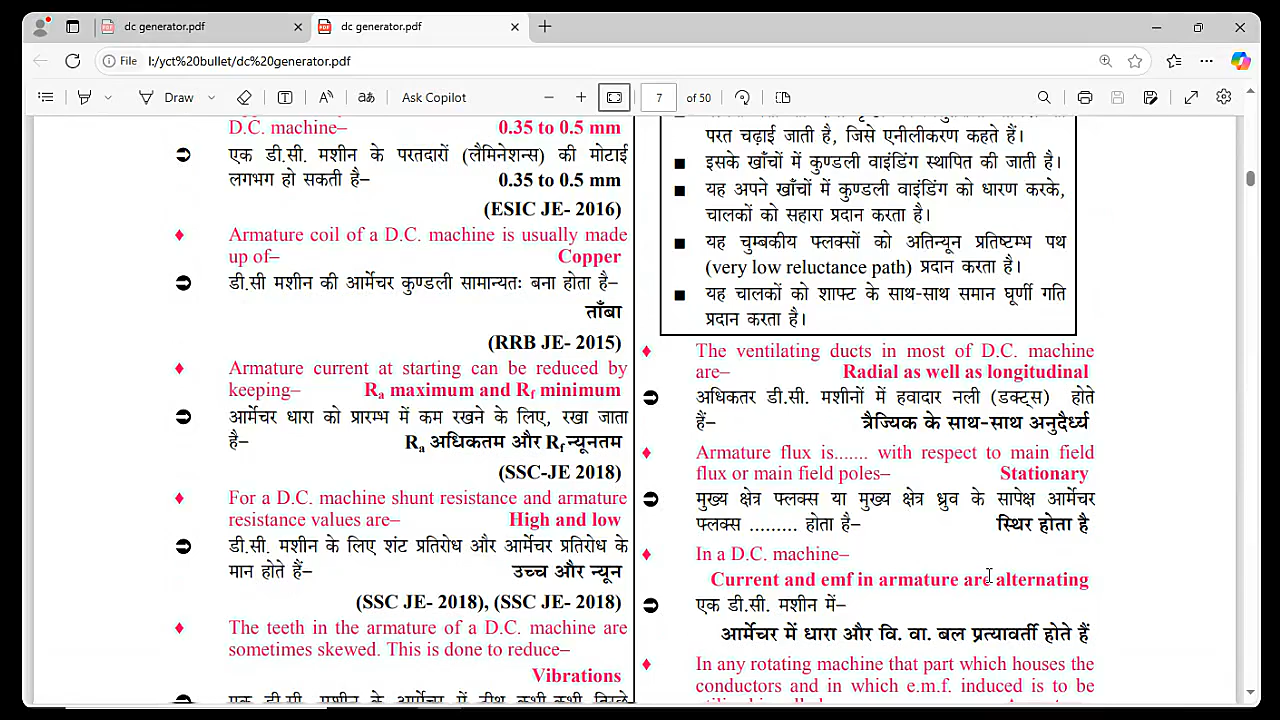 dc generator.pdf
dc generator.pdf
File
I:/yct%20bullet/dc%20generator.pdf
Draw
Ask Copilot
7
of 50
D.C. machine– 0.35 to 0.5 mm
एक डी.सी. मशीन के परतदारों (लैमिनेशन्स) की मोटाई
लगभग हो सकती है– 0.35 to 0.5 mm
(ESIC JE- 2016)
Armature coil of a D.C. machine is usually made
up of– Copper
डी.सी मशीन की आर्मेचर कुण्डली सामान्यतः बना होता है–
ताँबा
(RRB JE- 2015)
Armature current at starting can be reduced by
keeping– Ra maximum and Rf minimum
आर्मेचर धारा को प्रारम्भ में कम रखने के लिए, रखा जाता
है– Ra अधिकतम और Rf न्यूनतम
(SSC-JE 2018)
For a D.C. machine shunt resistance and armature
resistance values are– High and low
डी.सी. मशीन के लिए शंट प्रतिरोध और आर्मेचर प्रतिरोध के
मान होते हैं– उच्च और न्यून
(SSC JE- 2018), (SSC JE- 2018)
The teeth in the armature of a D.C. machine are
sometimes skewed. This is done to reduce–
Vibrations
परत चढ़ाई जाती है, जिसे एनीलीकरण कहते हैं।
इसके खाँचों में कुण्डली वाइंडिंग स्थापित की जाती है।
यह अपने खाँचों में कुण्डली वाइंडिंग को धारण करके,
चालकों को सहारा प्रदान करता है।
यह चुम्बकीय फ्लक्सों को अतिन्यून प्रतिष्टम्भ पथ
(very low reluctance path) प्रदान करता है।
यह चालकों को शाफ्ट के साथ-साथ समान घूर्णी गति
प्रदान करता है।
The ventilating ducts in most of D.C. machine
are– Radial as well as longitudinal
अधिकतर डी.सी. मशीनों में हवादार नली (डक्ट्स) होते
हैं– त्रैज्यिक के साथ-साथ अनुदैर्ध्य
Armature flux is....... with respect to main field
flux or main field poles– Stationary
मुख्य क्षेत्र फ्लक्स या मुख्य क्षेत्र ध्रुव के सापेक्ष आर्मेचर
फ्लक्स ......... होता है– स्थिर होता है
In a D.C. machine–
Current and emf in armature are alternating
एक डी.सी. मशीन में–
आर्मेचर में धारा और वि. वा. बल प्रत्यावर्ती होते हैं
In any rotating machine that part which houses the
conductors and in which e.m.f. induced is to be